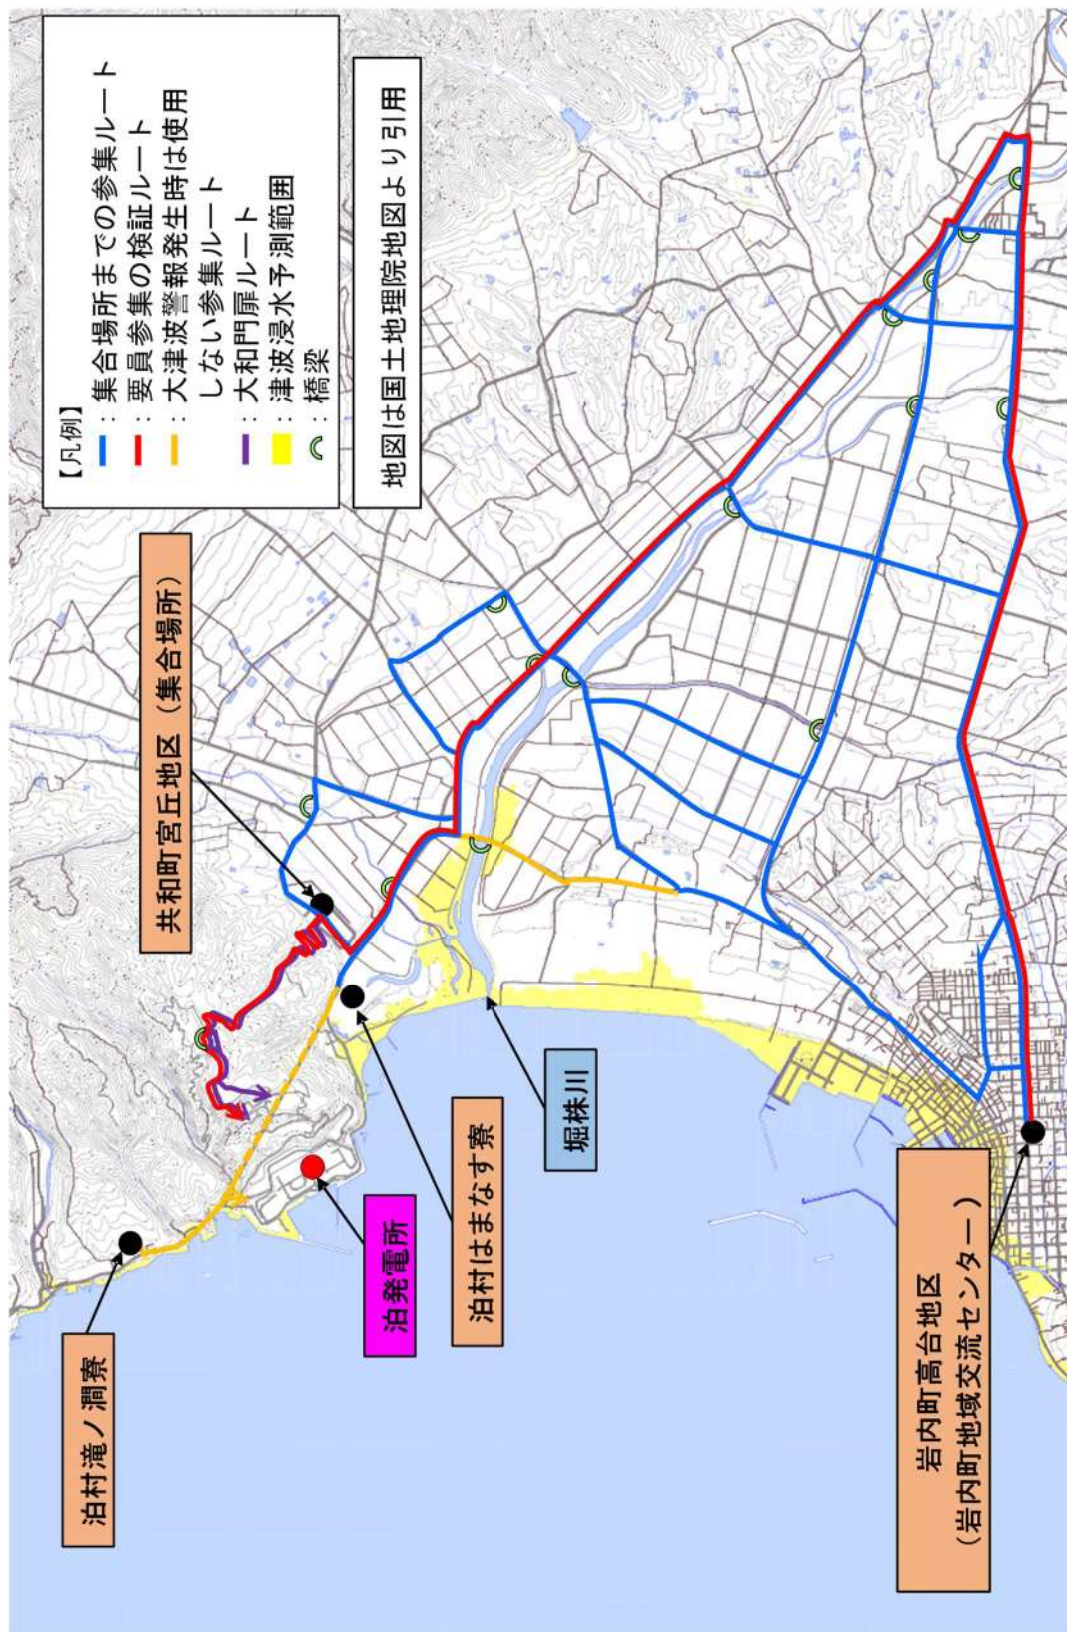 【凡例】
：集合場所までの参集ルート
：要員参集の検証ルート
：大津波警報発生時は使用
しない参集ルート
：大和門扉ルート
：津波浸水予測範囲
：橋梁
地図は国土地理院地図より引用
共和町宮丘地区（集合場所）
泊村滝ノ澗寮
泊発電所
泊村はまなす寮
堀株川
岩内町高台地区
（岩内町地域交流センター）